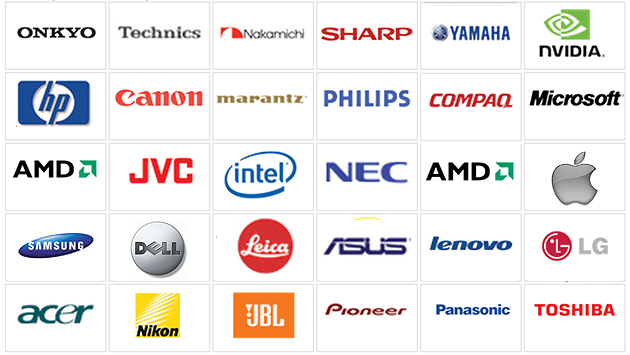 ONKYO
Technics
Nakamichi
SHARP
YAMAHA
NVIDIA.
hp
Canon
marantz
PHILIPS
COMPAQ
Microsoft
AMD
JVC
intel
NEC
AMD
SAMSUNG
DELL
Leica
ASUS
lenovo
LG
acer
Nikon
JBL
Pioneer
Panasonic
TOSHIBA